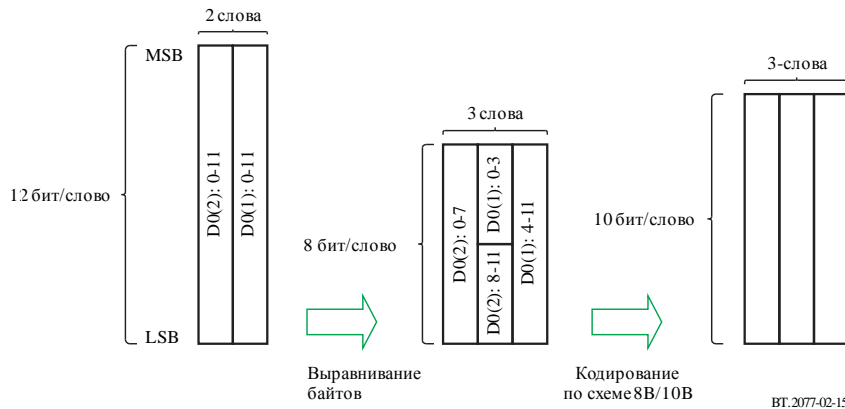 2 слова
MSB
12 бит/слово
D0(2): 0-11
D0(1): 0-11
LSB
3 слова
8 бит/слово
D0(2): 0-7
D0(1): 0-3
D0(2): 8-11
D0(1): 4-11
3-слова
10 бит/слово
Выравнивание
байтов
Кодирование
по схеме 8B/10B
BT.2077-02-15